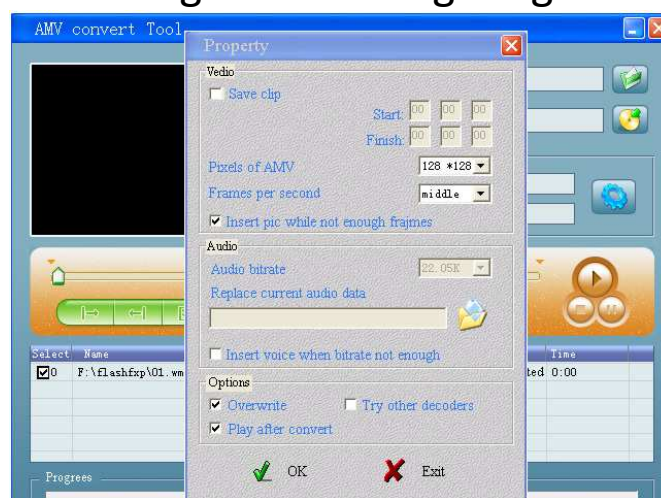 AMV convert Tool
Property
Vedio
Save clip
Start: 00 00 00
Finish: 00 00 00
Pixels of AMV 128 *128
Frames per second middle
Insert pic while not enough frajmes
Audio
Audio bitrate 22.05K
Replace current audio data
Insert voice when bitrate not enough
Select Name Time
0 F:\flashfxp\01.wm ted 0:00
Options
Overwrite Try other decoders
Play after convert
OK Exit
Progrees